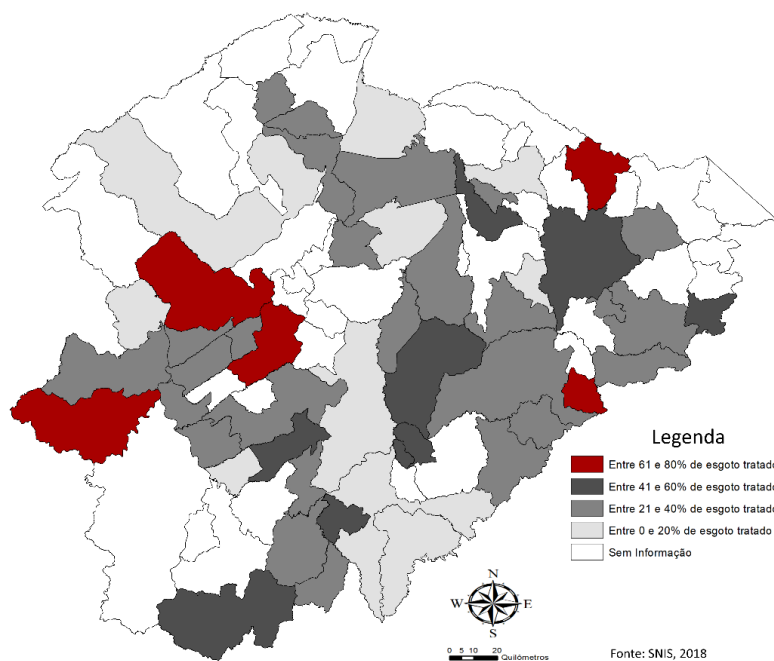 Legenda
Entre 61 e 80% de esgoto tratado
Entre 41 e 60% de esgoto tratado
Entre 21 e 40% de esgoto tratado
Entre 0 e 20% de esgoto tratado
Sem Informação
N
W E
S
0 5 10 20
Quilômetros
Fonte: SNIS, 2018